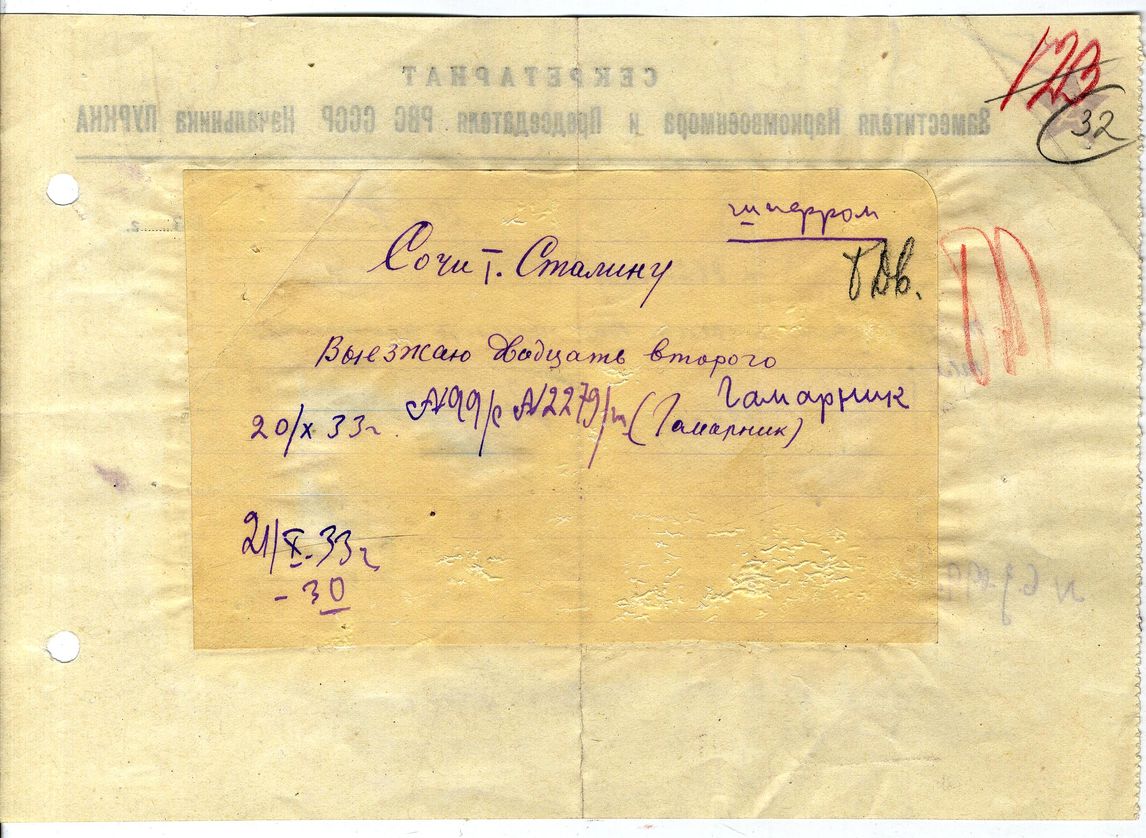 СЕКРЕТАРИАТ
Заместителя Наркомвоенмора и Председателя РВС СССР Начальника ПУРККА
123
32
шифром
Сочи т. Сталину
Выезжаю двадцать второго
Гамарник
20/X 33г. №99/с №2279/ш (Гамарник)
21/X-33г
-30